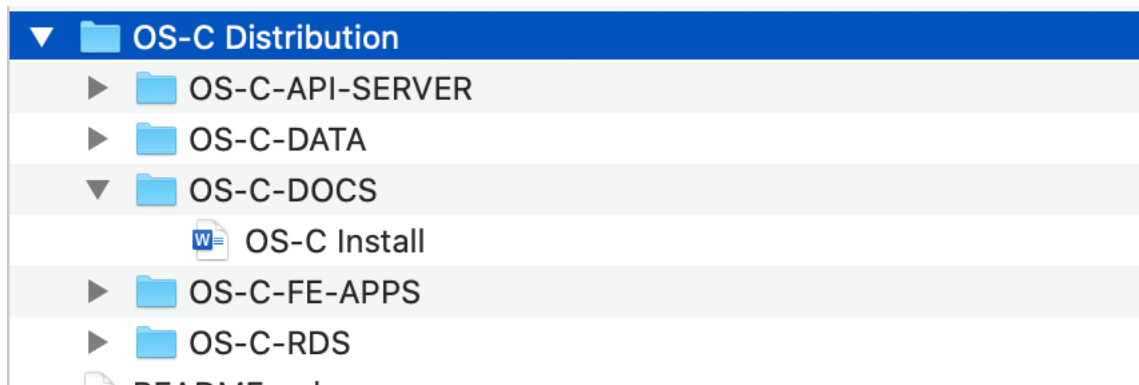 OS-C Distribution
OS-C-API-SERVER
OS-C-DATA
OS-C-DOCS
OS-C Install
OS-C-FE-APPS
OS-C-RDS